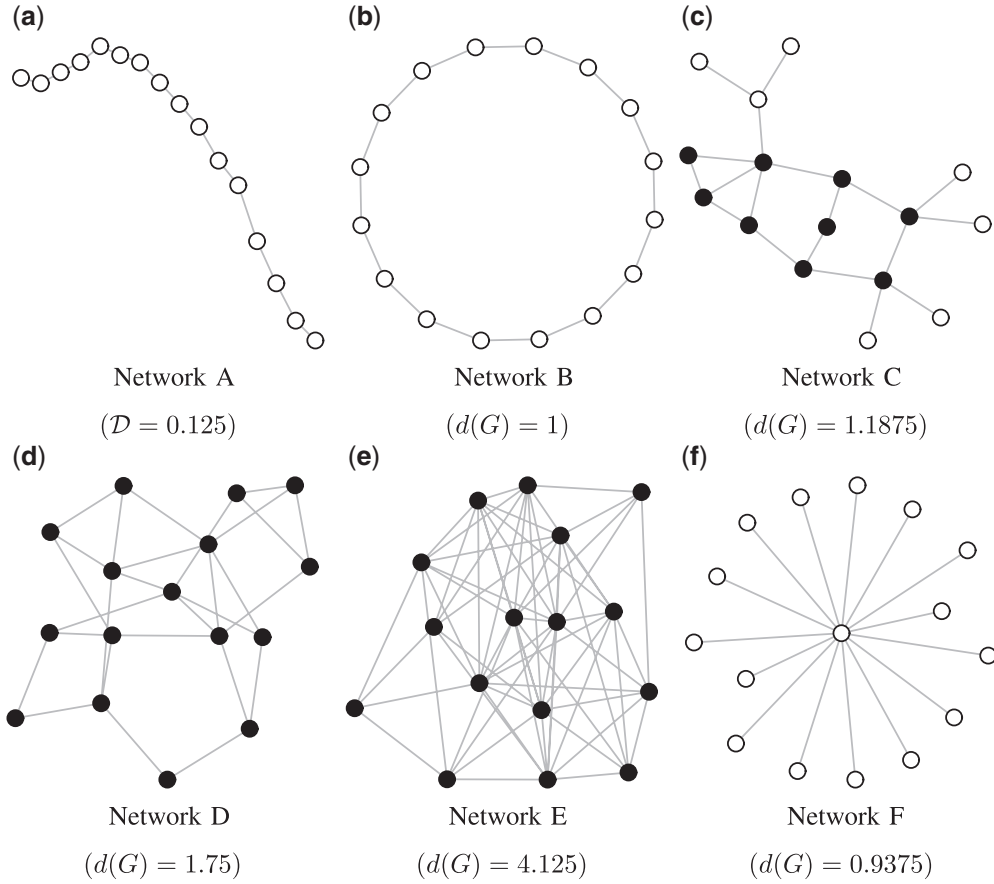 (a) (b) (c)
Network A Network B Network C
(𝒟 = 0.125) (d(G) = 1) (d(G) = 1.1875)
(d) (e) (f)
Network D Network E Network F
(d(G) = 1.75) (d(G) = 4.125) (d(G) = 0.9375)